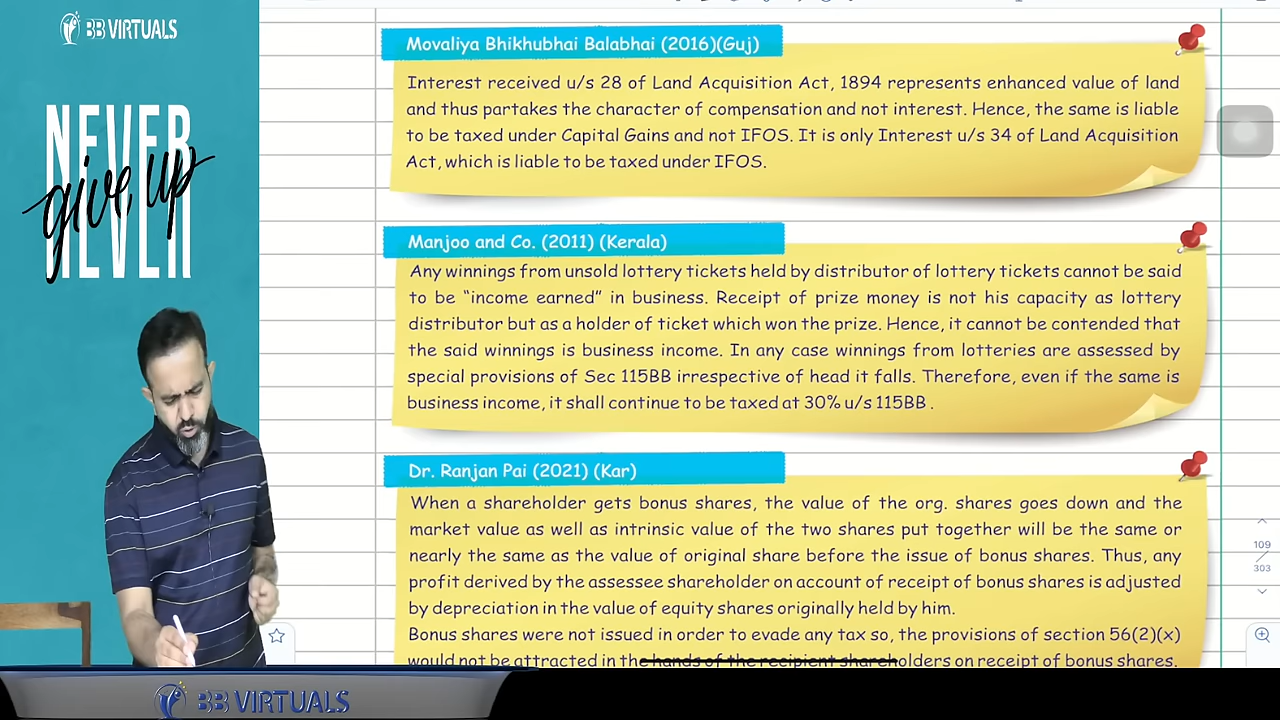 BB VIRTUALS
NEVER
give up
NEVER
Movaliya Bhikhubhai Balabhai (2016)(Guj)
Interest received u/s 28 of Land Acquisition Act, 1894 represents enhanced value of land
and thus partakes the character of compensation and not interest. Hence, the same is liable
to be taxed under Capital Gains and not IFOS. It is only Interest u/s 34 of Land Acquisition
Act, which is liable to be taxed under IFOS.
Manjoo and Co. (2011) (Kerala)
Any winnings from unsold lottery tickets held by distributor of lottery tickets cannot be said
to be “income earned” in business. Receipt of prize money is not his capacity as lottery
distributor but as a holder of ticket which won the prize. Hence, it cannot be contended that
the said winnings is business income. In any case winnings from lotteries are assessed by
special provisions of Sec 115BB irrespective of head it falls. Therefore, even if the same is
business income, it shall continue to be taxed at 30% u/s 115BB .
Dr. Ranjan Pai (2021) (Kar)
When a shareholder gets bonus shares, the value of the org. shares goes down and the
market value as well as intrinsic value of the two shares put together will be the same or
nearly the same as the value of original share before the issue of bonus shares. Thus, any
profit derived by the assessee shareholder on account of receipt of bonus shares is adjusted
by depreciation in the value of equity shares originally held by him.
Bonus shares were not issued in order to evade any tax so, the provisions of section 56(2)(x)
would not be attracted in the hands of the recipient shareholders on receipt of bonus shares.
109
303
BB VIRTUALS